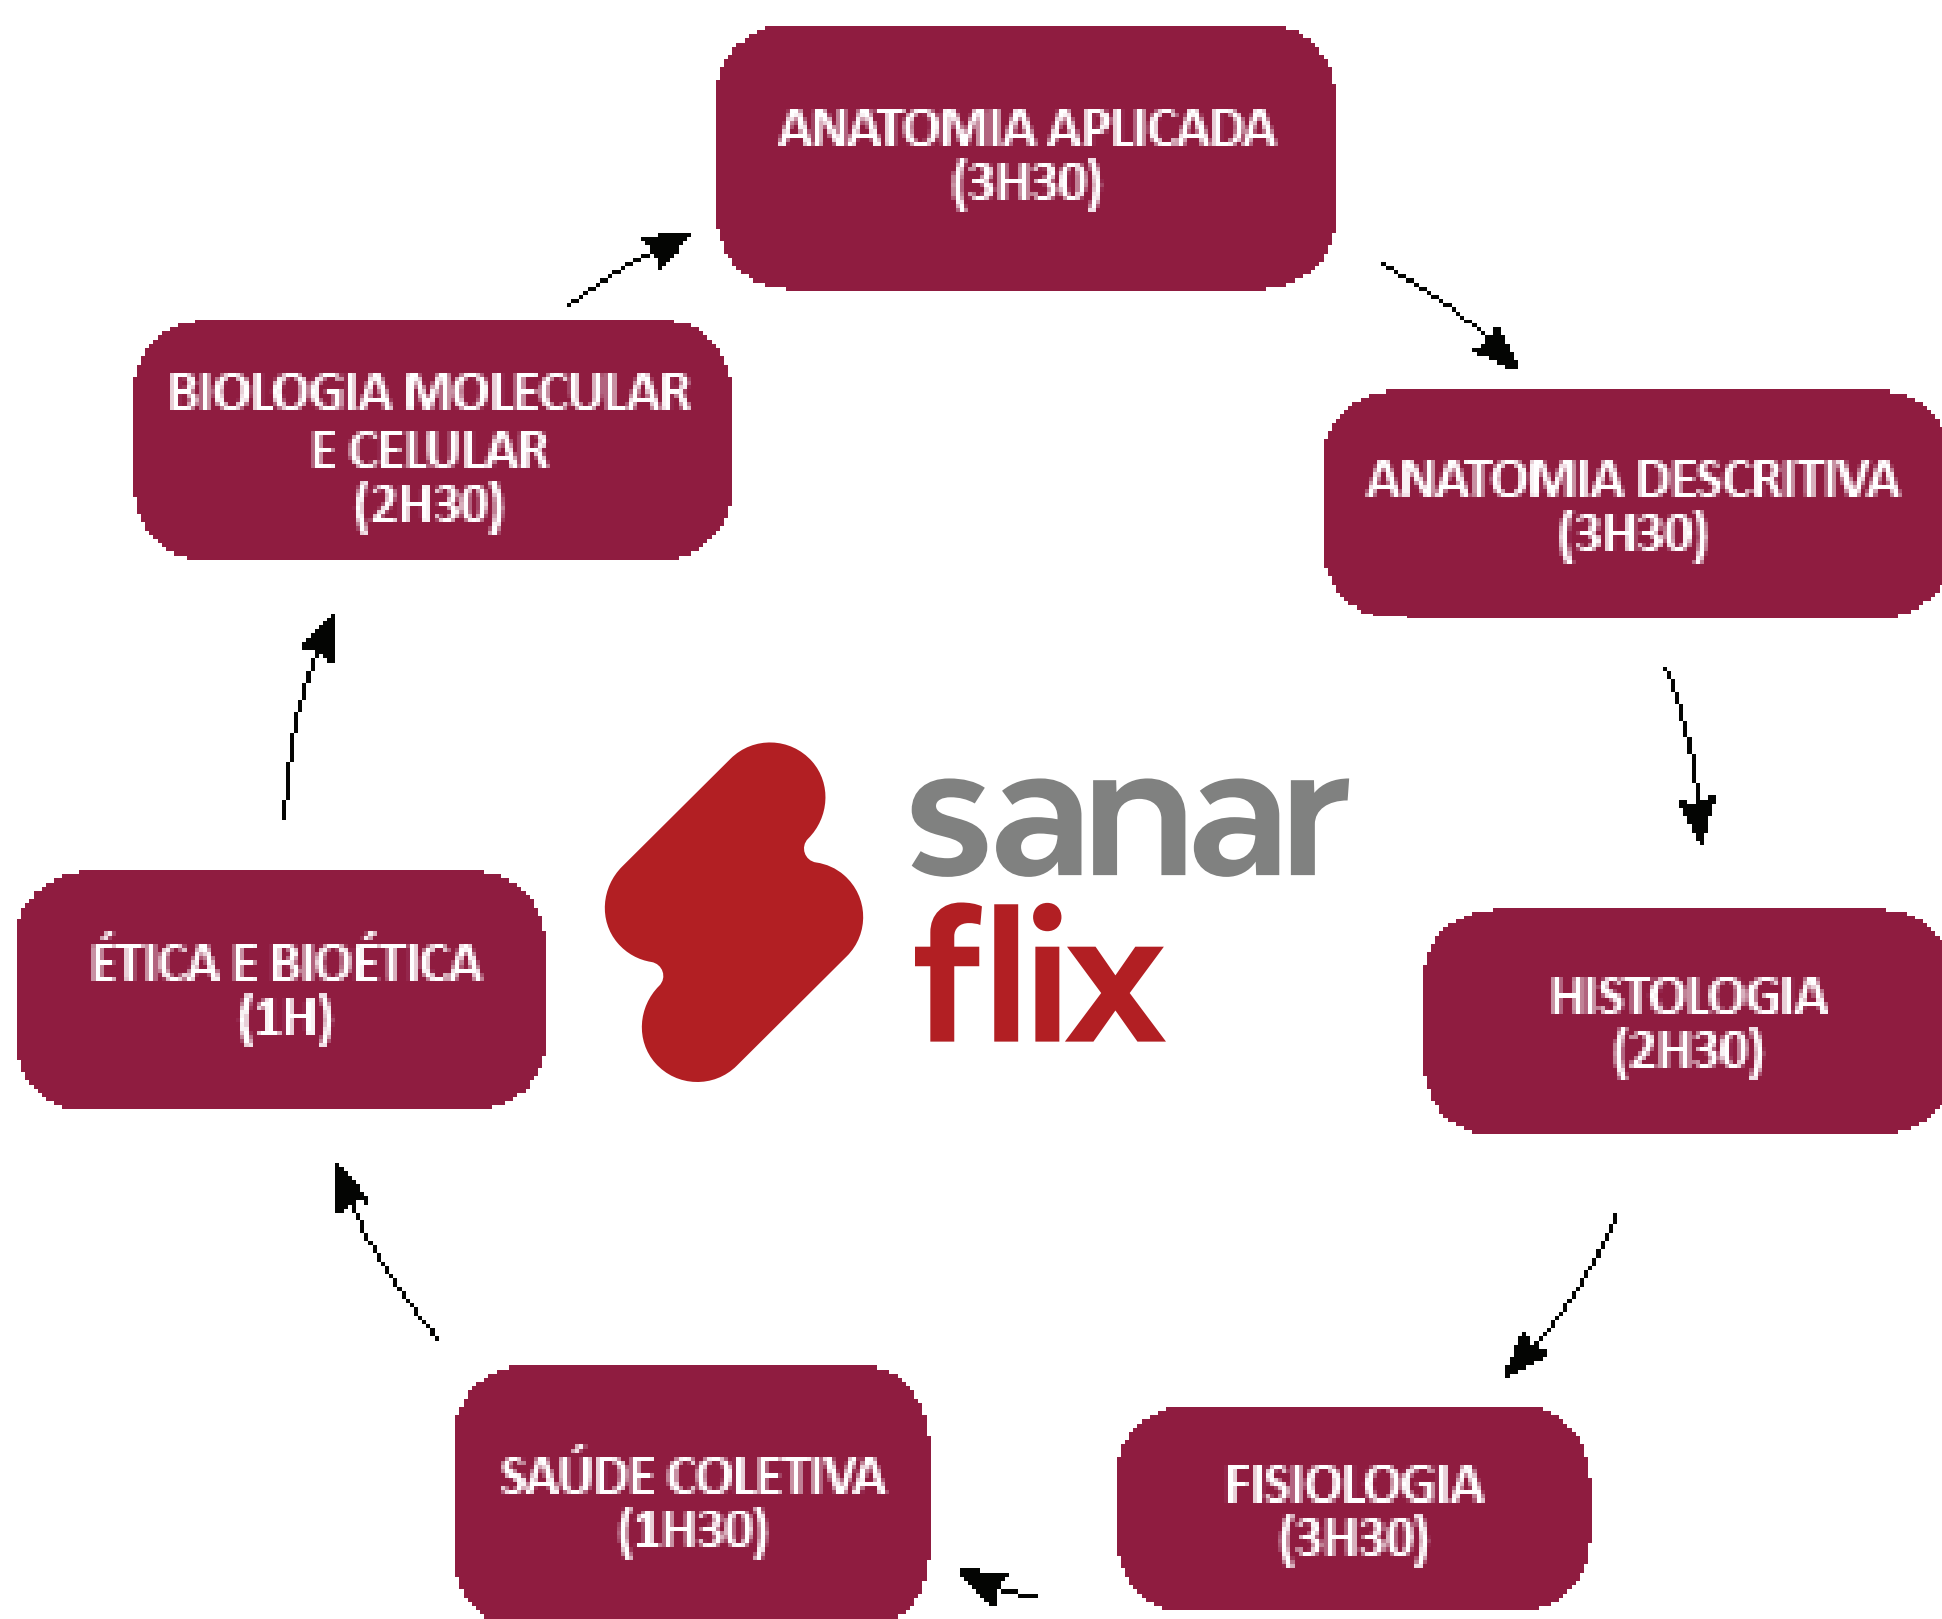 ANATOMIA APLICADA
(3H30)
ANATOMIA DESCRITIVA
(3H30)
HISTOLOGIA
(2H30)
FISIOLOGIA
(3H30)
SAÚDE COLETIVA
(1H30)
ÉTICA E BIOÉTICA
(1H)
BIOLOGIA MOLECULAR
E CELULAR
(2H30)
sanar
flix